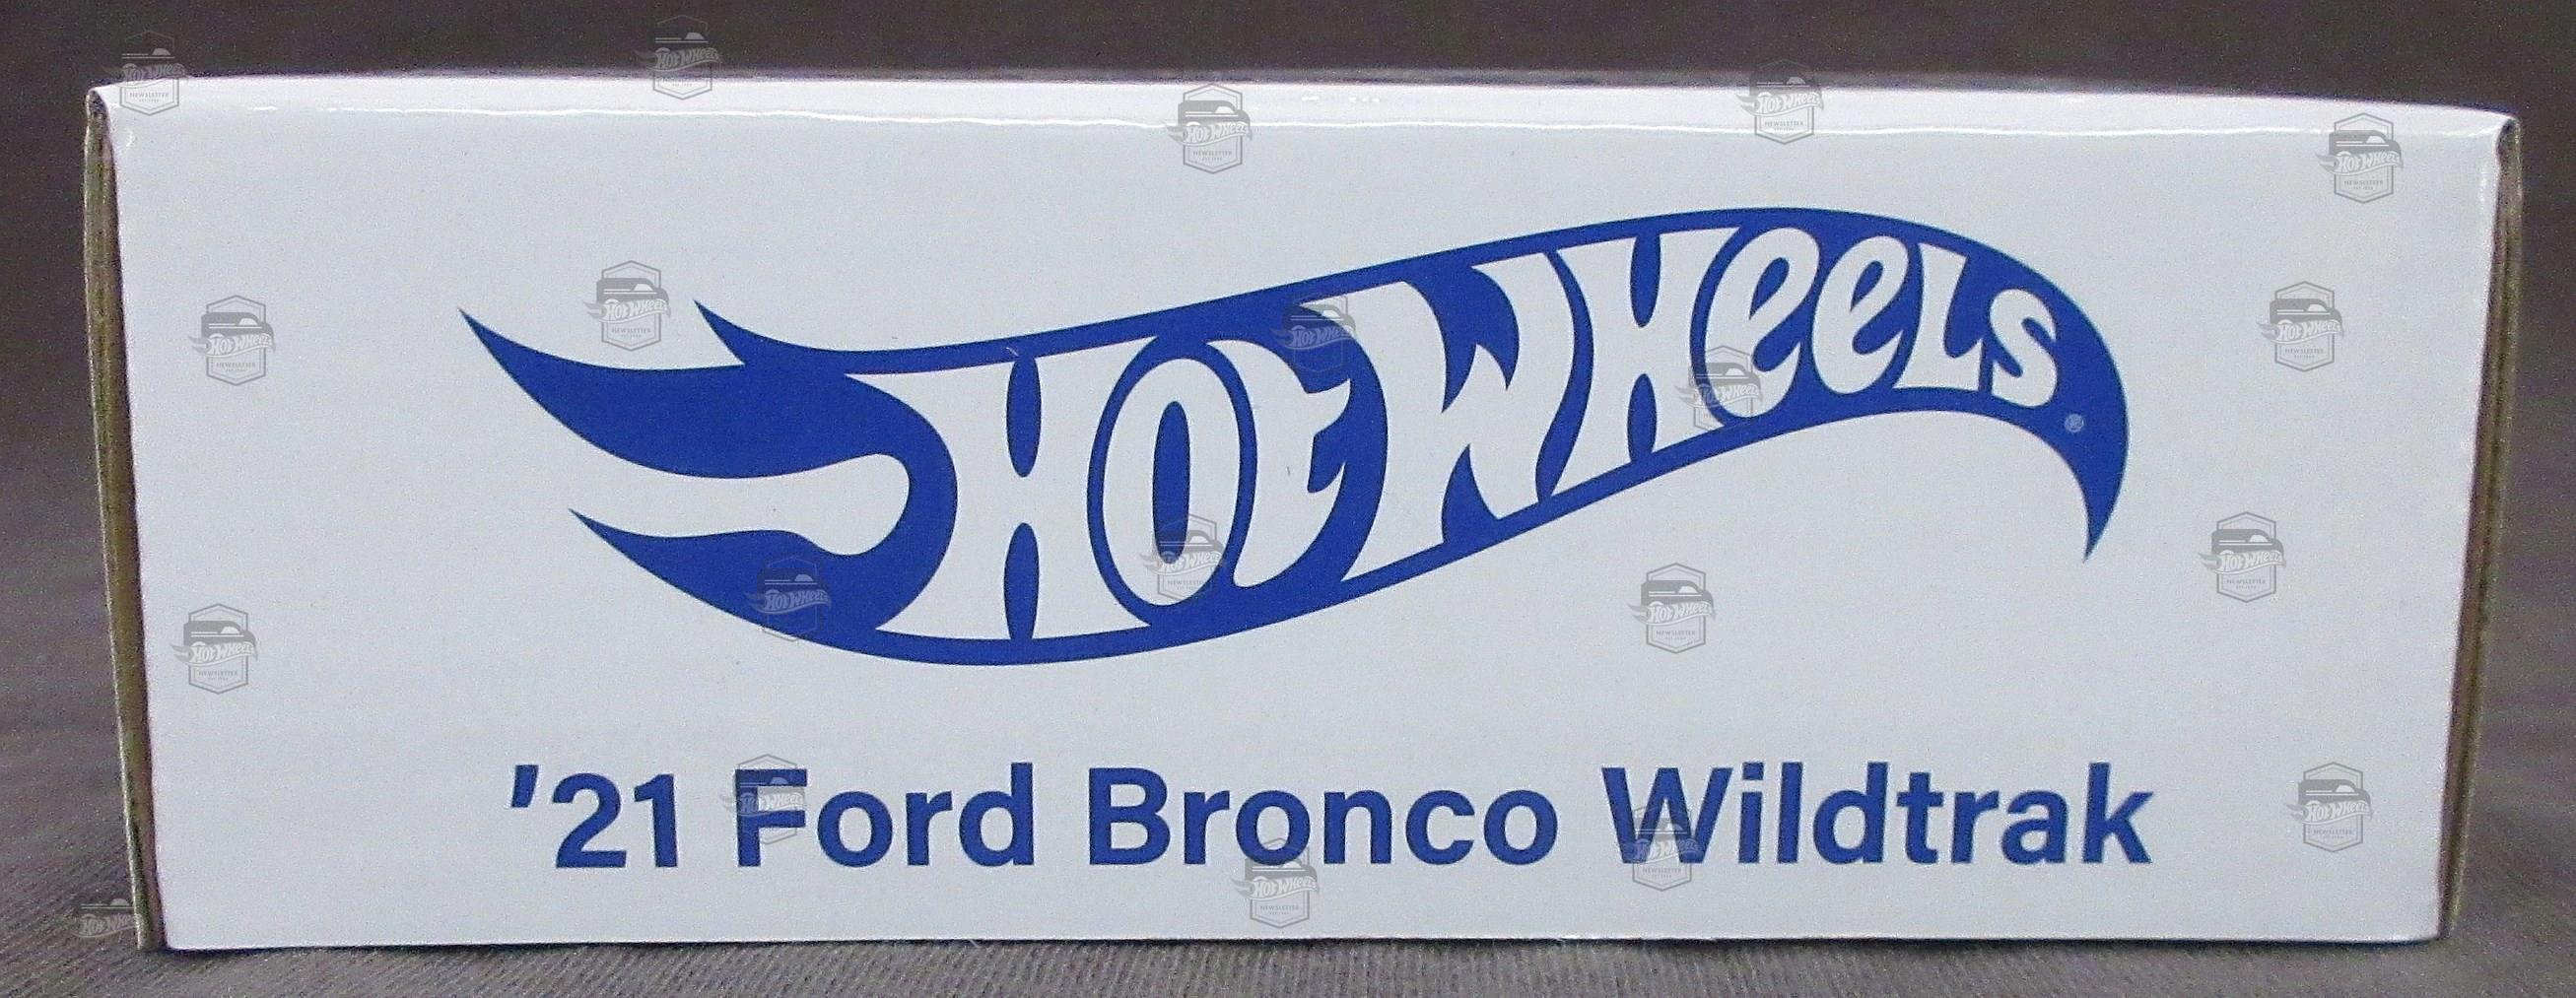 HOT WHEELS®
'21 Ford Bronco Wildtrak